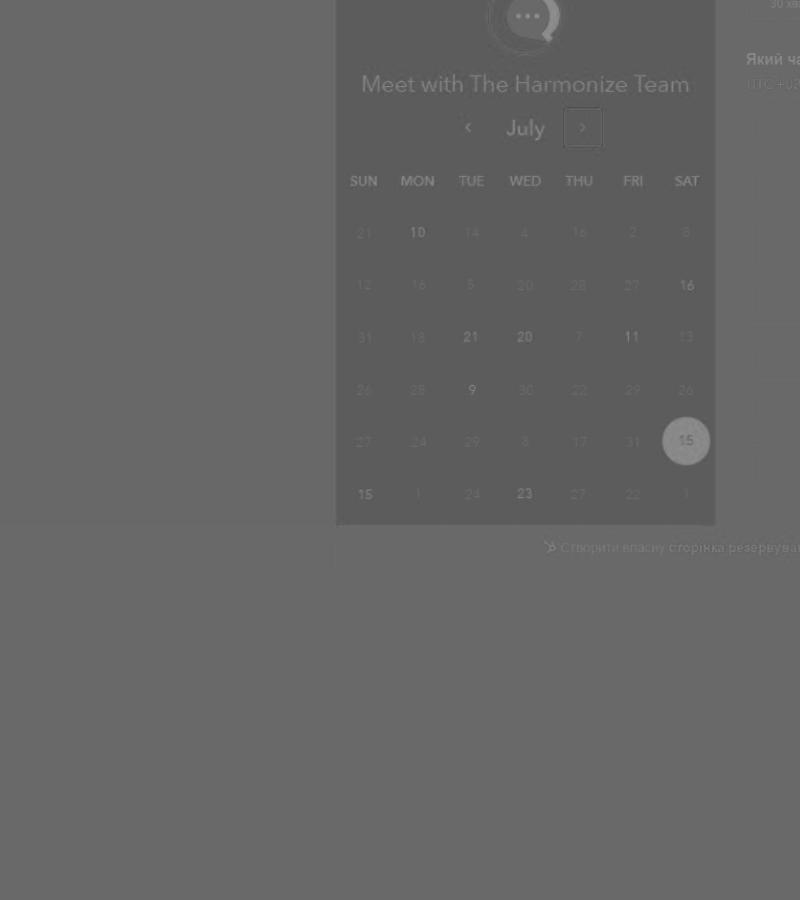 30 хв
Meet with The Harmonize Team
Який ча
UTC +02
July
SUN MON TUE WED THU FRI SAT
21 10 14 4 16 2 8
12 16 5 20 28 27 16
31 18 21 20 7 11 13
26 28 9 30 22 29 26
27 24 29 8 17 31 15
15 1 24 23 27 22 1
Створити власну сторінка резервува